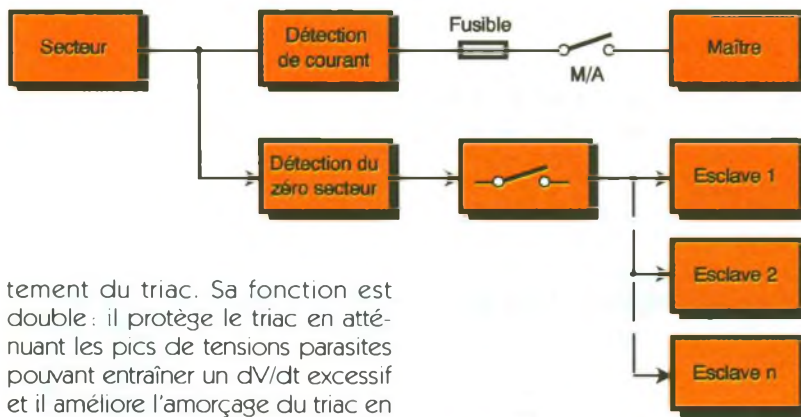 Secteur
Détection
de courant
Fusible
M/A
Maître
Détection du
zéro secteur
Esclave 1
Esclave 2
Esclave n
tement du triac. Sa fonction est
double : il protège le triac en atté-
nuant les pics de tensions parasites
pouvant entraîner un dV/dt excessif
et il améliore l'amorçage du triac en